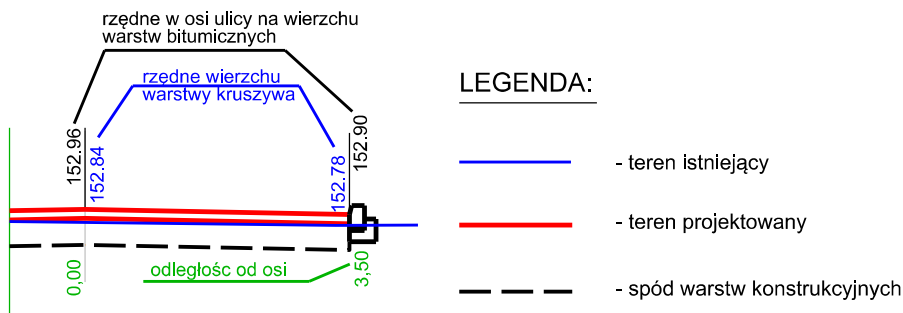 rzędne w osi ulicy na wierzchu
warstw bitumicznych
rzędne wierzchu
warstwy kruszywa
152.96
152.84
152.78
152.90
0,00
odległośc od osi
3,50
LEGENDA:
- teren istniejący
- teren projektowany
- spód warstw konstrukcyjnych